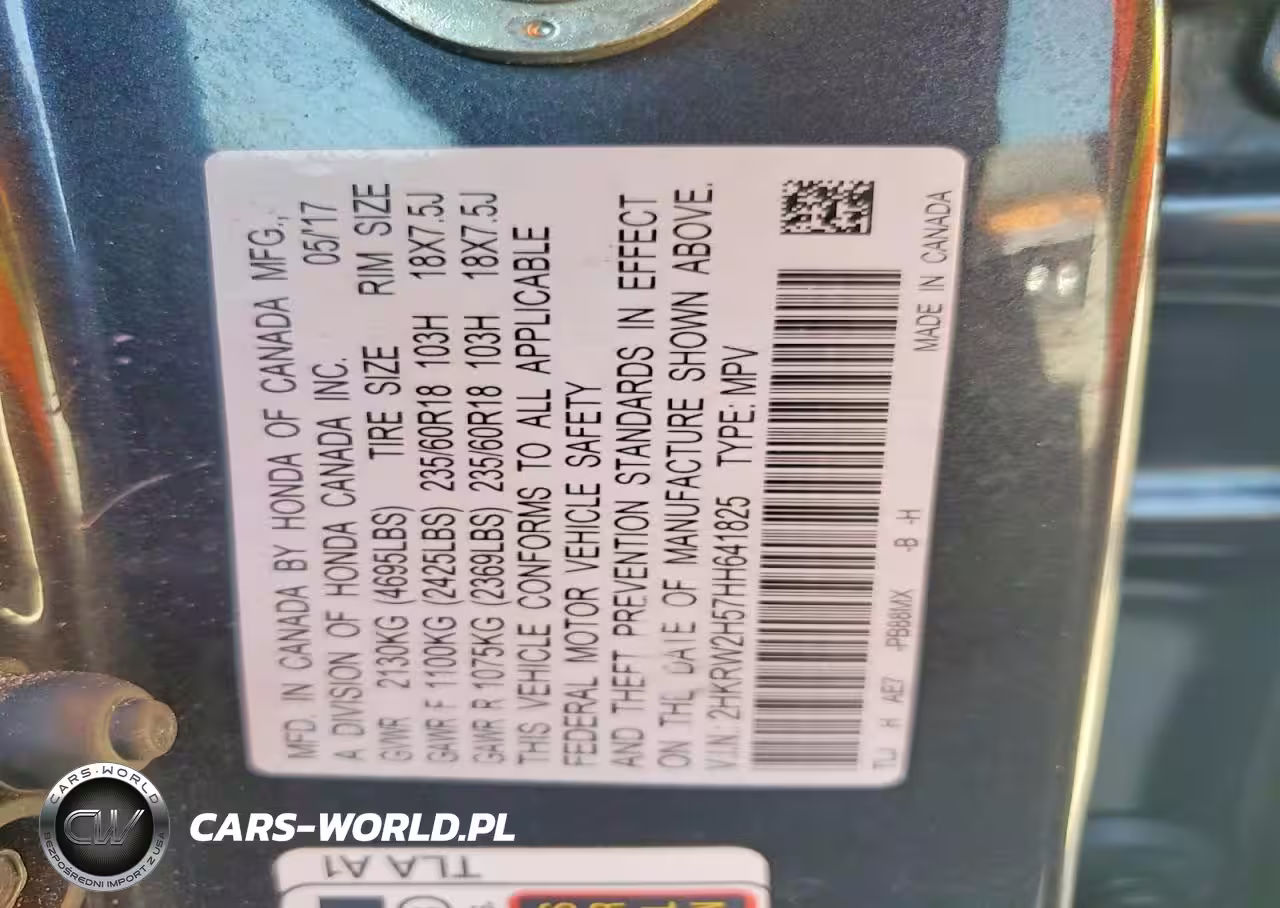 MFD. IN CANADA BY HONDA OF CANADA MFG.,
A DIVISION OF HONDA CANADA INC. 05/'17
GVWR 2130KG (4695LBS) TIRE SIZE RIM SIZE
GAWR F 1100KG (2425LBS) 235/60R18 103H 18X7.5J
GAWR R 1075KG (2369LBS) 235/60R18 103H 18X7.5J
THIS VEHICLE CONFORMS TO ALL APPLICABLE
FEDERAL MOTOR VEHICLE SAFETY
AND THEFT PREVENTION STANDARDS IN EFFECT
ON THE DATE OF MANUFACTURE SHOWN ABOVE.
V.I.N.: 2HKRW2H57HH641825 TYPE: MPV
H AE7 -PB88MX -B -H MADE IN CANADA
TLA A1
CARS-WORLD
CW
BEZPOŚREDNI IMPORT Z USA
CARS-WORLD.PL